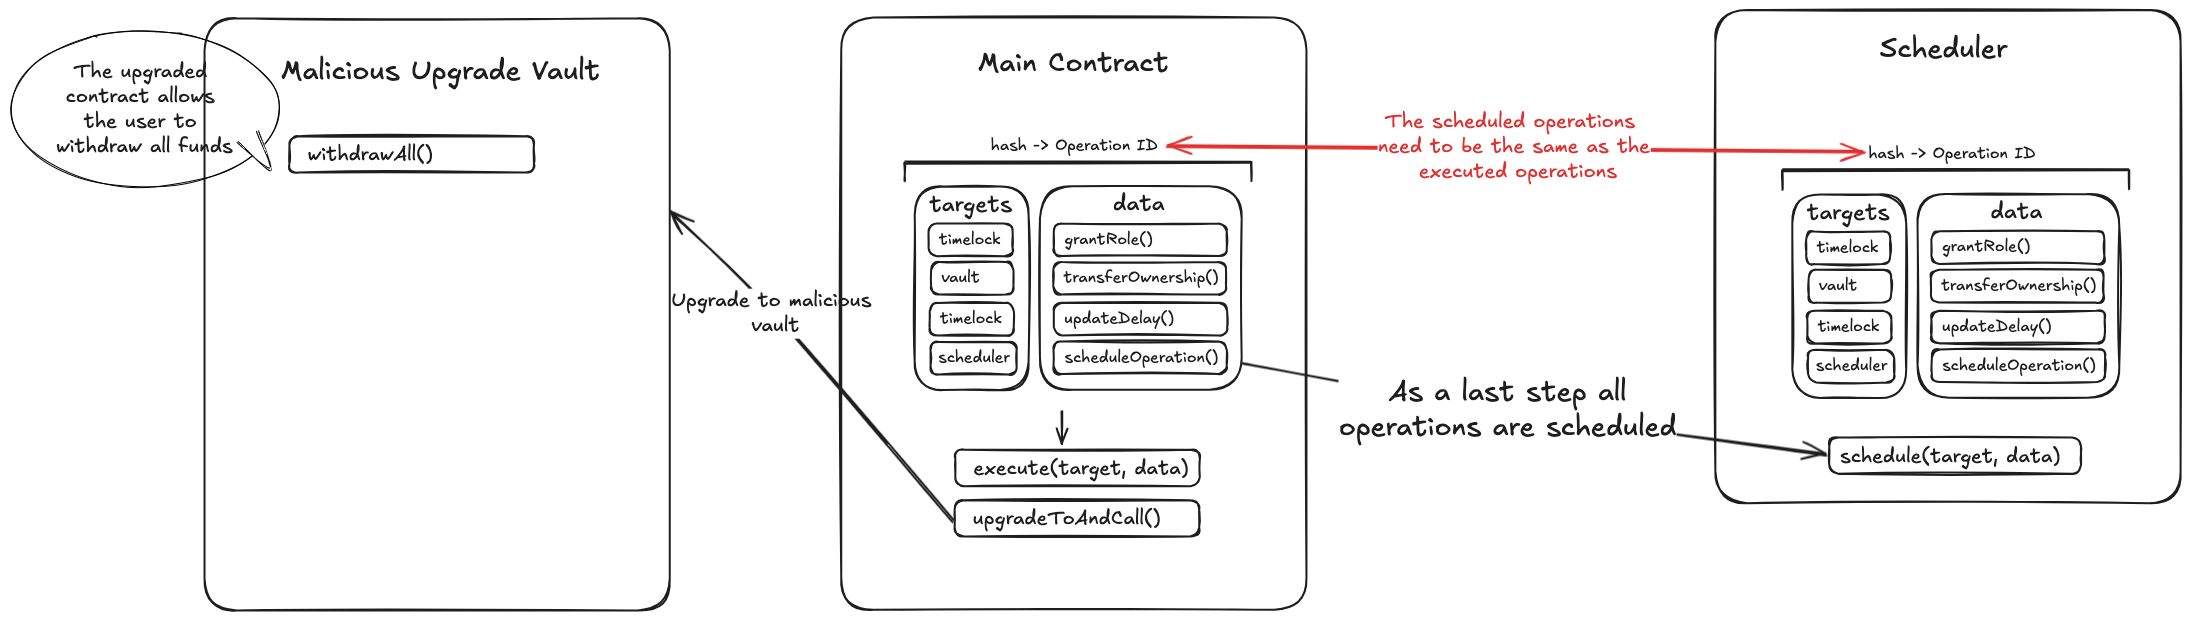 The upgraded
contract allows
the user to
withdraw all funds
Malicious Upgrade Vault
withdrawAll()
Upgrade to malicious
vault
Main Contract
hash -> Operation ID
targets
timelock
vault
timelock
scheduler
data
grantRole()
transferOwnership()
updateDelay()
scheduleOperation()
execute(target, data)
upgradeToAndCall()
The scheduled operations
need to be the same as the
executed operations
As a last step all
operations are scheduled
Scheduler
hash -> Operation ID
targets
timelock
vault
timelock
scheduler
data
grantRole()
transferOwnership()
updateDelay()
scheduleOperation()
schedule(target, data)